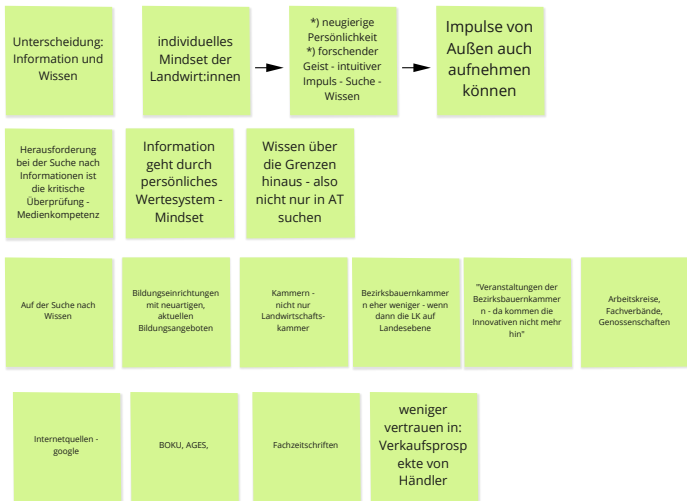 Unterscheidung:
Information und
Wissen
individuelles
Mindset der
Landwirt:innen
*) neugierige
Persönlichkeit
*) forschender
Geist - intuitiver
Impuls - Suche -
Wissen
Impulse von
Außen auch
aufnehmen
können
Herausforderung
bei der Suche nach
Informationen ist
die kritische
Überprüfung -
Medienkompetenz
Information
geht durch
persönliches
Wertesystem -
Mindset
Wissen über
die Grenzen
hinaus - also
nicht nur in AT
suchen
Auf der Suche nach
Wissen
Bildungseinrichtungen
mit neuartigen,
aktuellen
Bildungsangeboten
Kammern -
nicht nur
Landwirtschafts-
kammer
Bezirksbauernkammer
n eher weniger - wenn
dann die LK auf
Landesebene
"Veranstaltungen der
Bezirksbauernkammer
n - da kommen die
Innovativen nicht mehr
hin"
Arbeitskreise,
Fachverbände,
Genossenschaften
Internetquellen -
google
BOKU, AGES,
Fachzeitschriften
weniger
vertrauen in:
Verkaufsprosp
ekte von
Händler